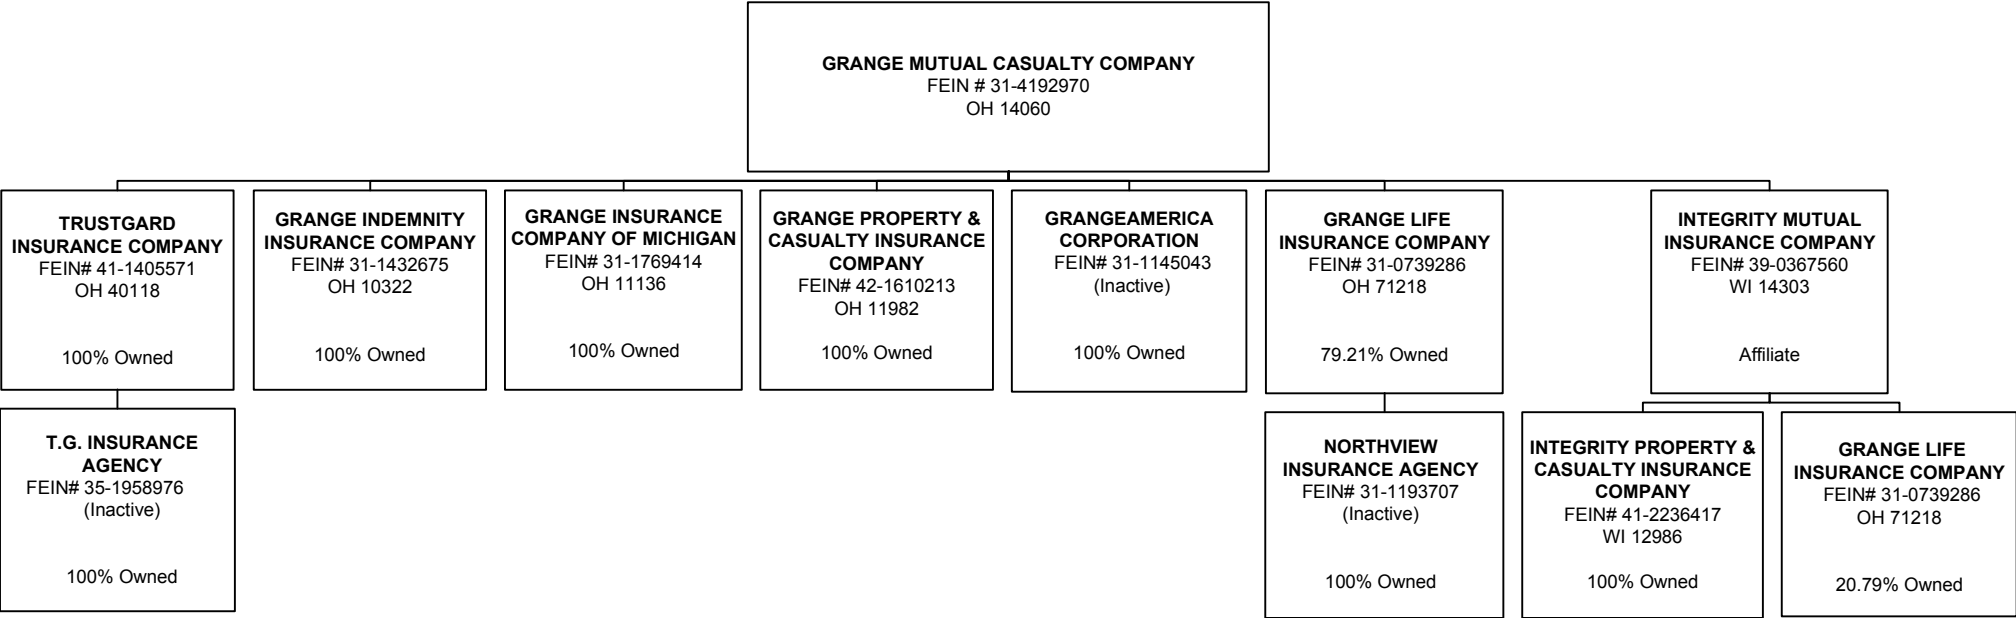 GRANGE MUTUAL CASUALTY COMPANY
FEIN # 31-4192970
OH 14060
TRUSTGARD
INSURANCE COMPANY
FEIN# 41-1405571
OH 40118
100% Owned
GRANGE INDEMNITY
INSURANCE COMPANY
FEIN# 31-1432675
OH 10322
100% Owned
GRANGE INSURANCE
COMPANY OF MICHIGAN
FEIN# 31-1769414
OH 11136
100% Owned
GRANGE PROPERTY &
CASUALTY INSURANCE
COMPANY
FEIN# 42-1610213
OH 11982
100% Owned
GRANGEAMERICA
CORPORATION
FEIN# 31-1145043
(Inactive)
100% Owned
GRANGE LIFE
INSURANCE COMPANY
FEIN# 31-0739286
OH 71218
79.21% Owned
INTEGRITY MUTUAL
INSURANCE COMPANY
FEIN# 39-0367560
WI 14303
Affiliate
T.G. INSURANCE
AGENCY
FEIN# 35-1958976
(Inactive)
100% Owned
NORTHVIEW
INSURANCE AGENCY
FEIN# 31-1193707
(Inactive)
100% Owned
INTEGRITY PROPERTY &
CASUALTY INSURANCE
COMPANY
FEIN# 41-2236417
WI 12986
100% Owned
GRANGE LIFE
INSURANCE COMPANY
FEIN# 31-0739286
OH 71218
20.79% Owned